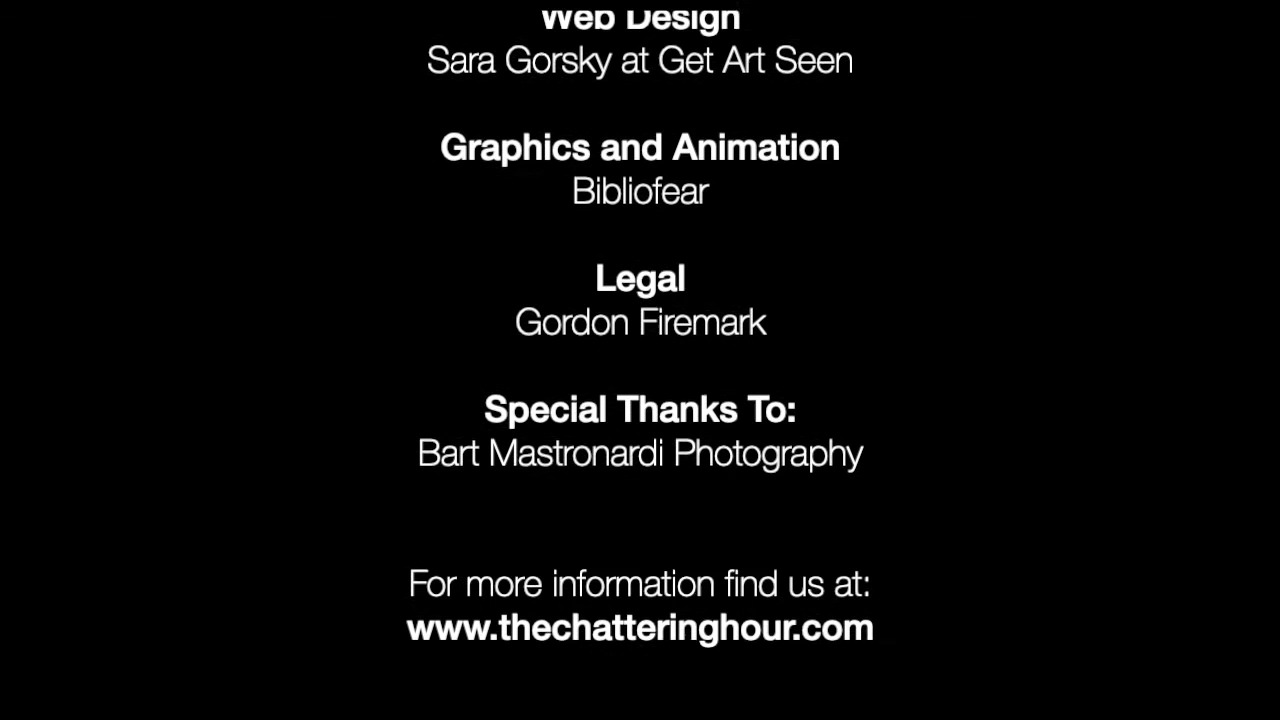 Web Design
Sara Gorsky at Get Art Seen
Graphics and Animation
Bibliofear
Legal
Gordon Firemark
Special Thanks To:
Bart Mastronardi Photography
For more information find us at:
www.thechatteringhour.com